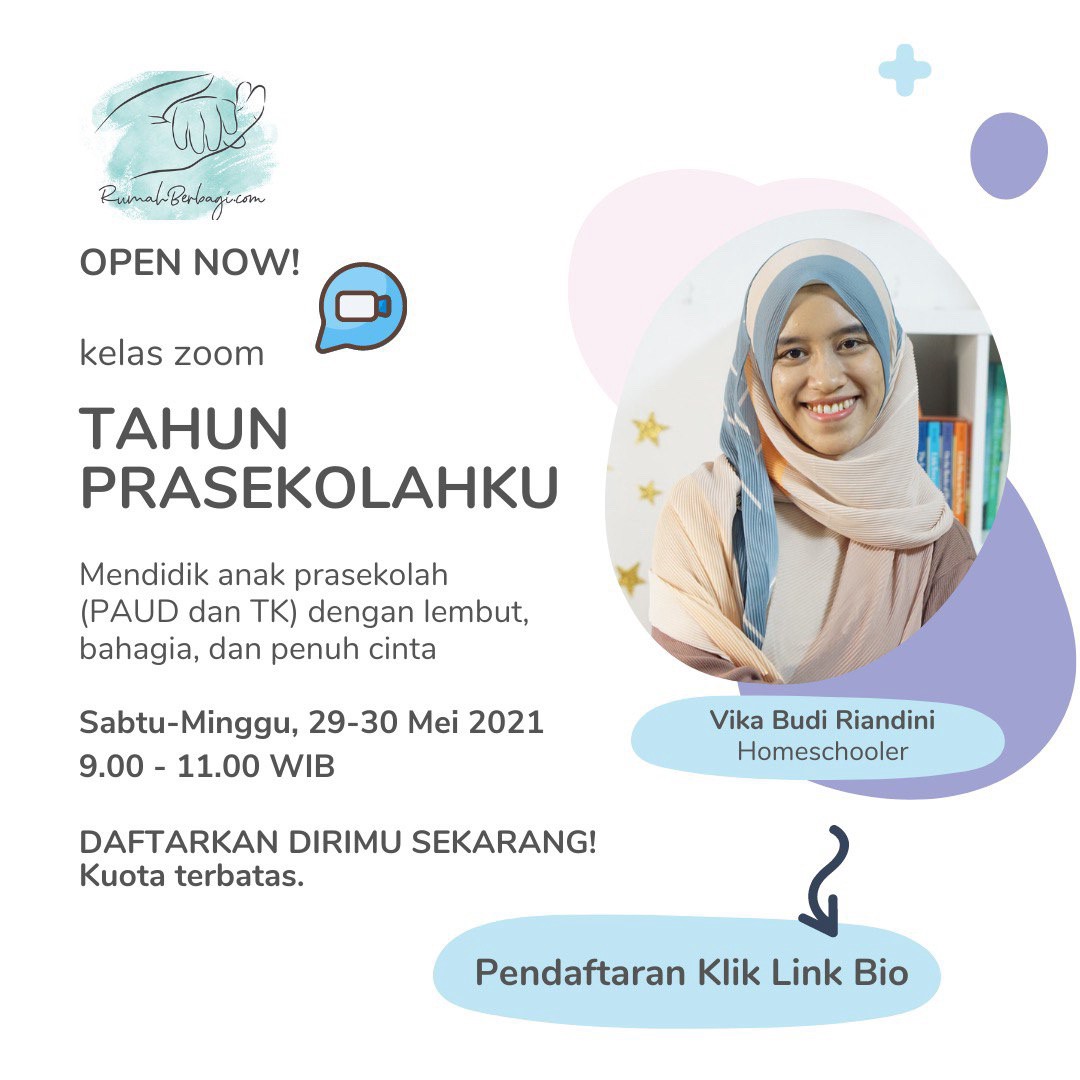 RumahBerbagi.com
OPEN NOW!
kelas zoom
TAHUN
PRASEKOLAHKU
Mendidik anak prasekolah
(PAUD dan TK) dengan lembut,
bahagia, dan penuh cinta
Sabtu-Minggu, 29-30 Mei 2021
9.00 - 11.00 WIB
DAFTARKAN DIRIMU SEKARANG!
Kuota terbatas.
Vika Budi Riandini
Homeschooler
Pendaftaran Klik Link Bio